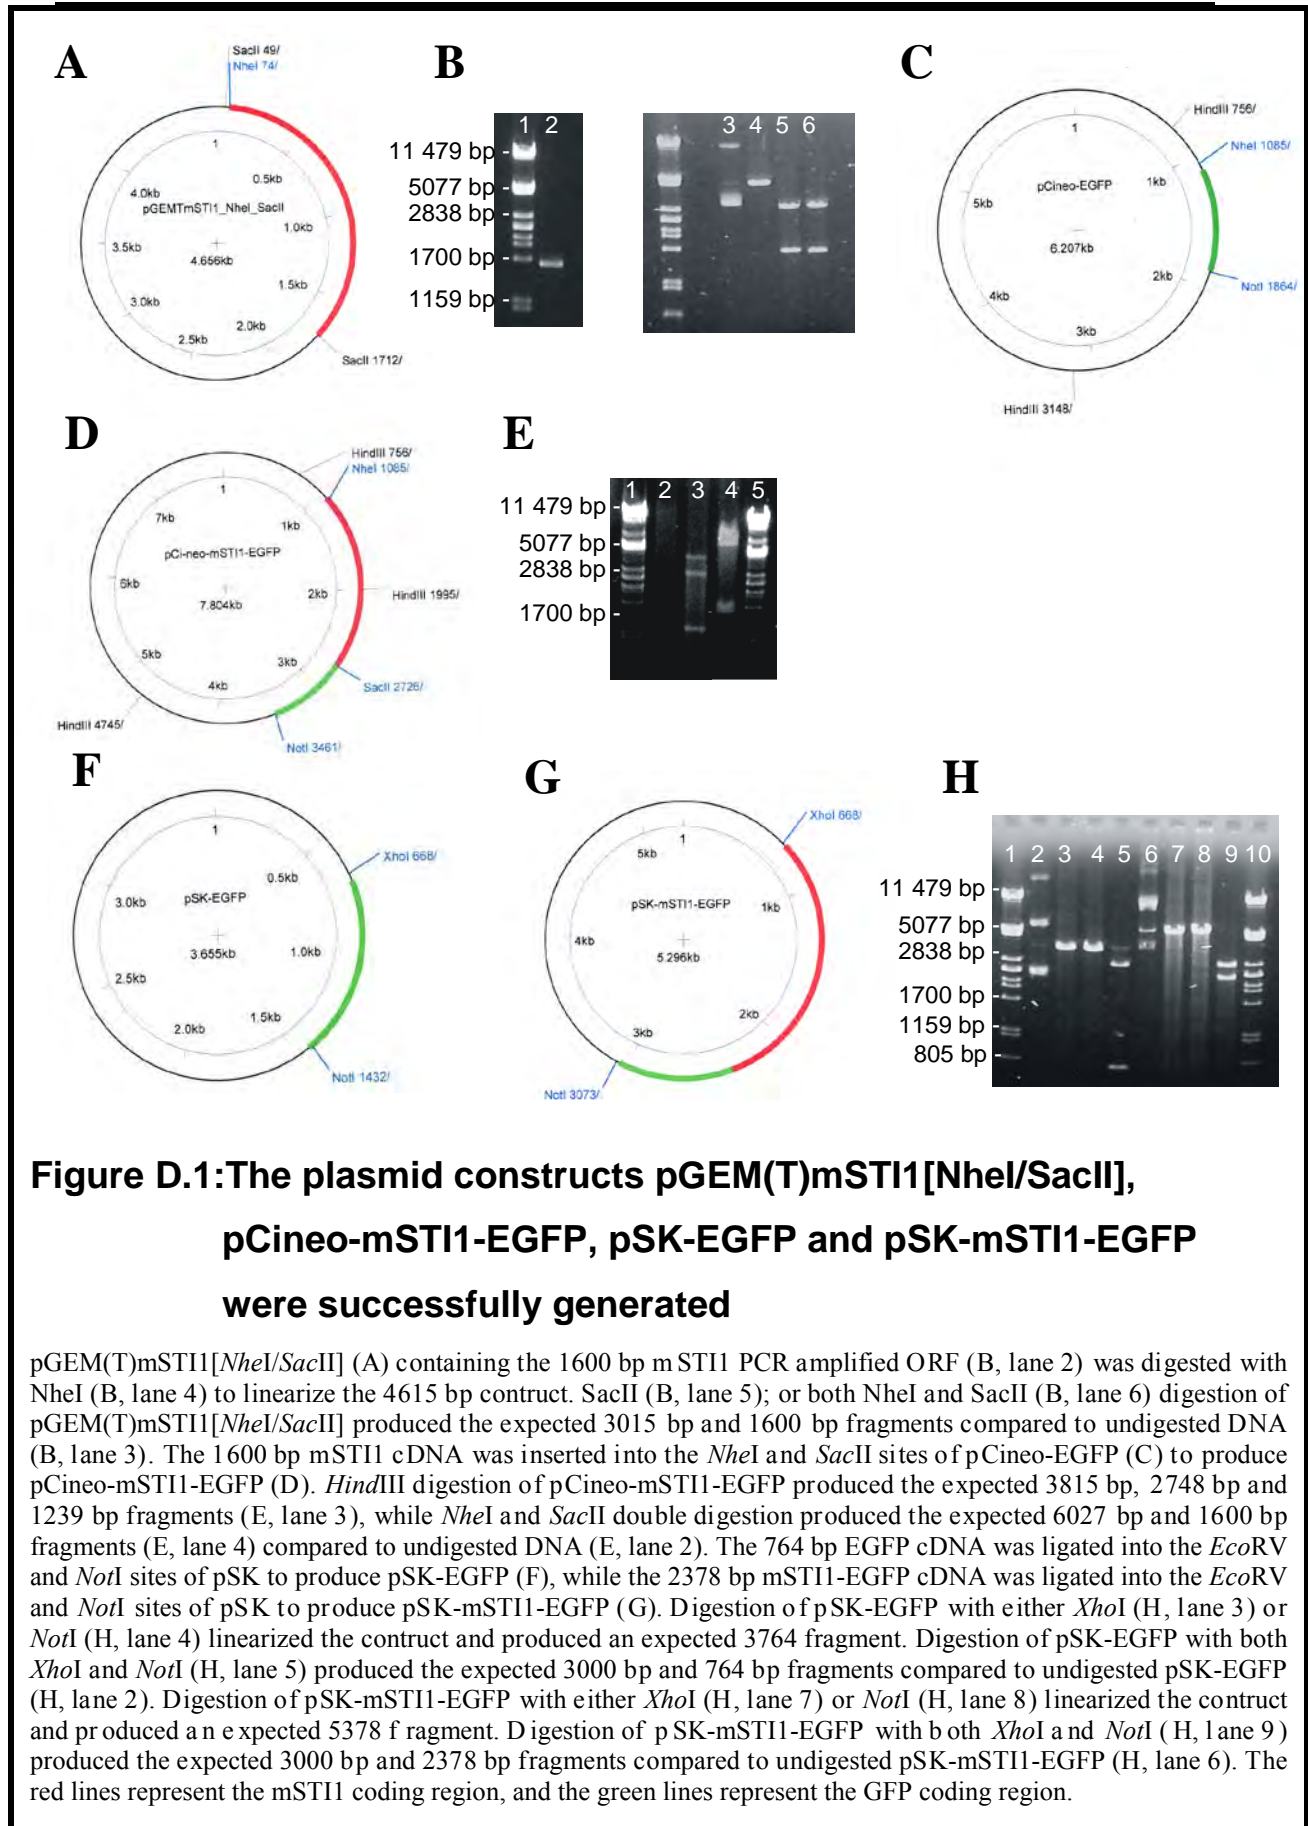 A
SacII 49/
NheI 74/
1
0.5kb
4.0kb
pGEMTmSTI1_NheI_SacII
1.0kb
3.5kb
4.656kb
1.5kb
3.0kb
2.0kb
2.5kb
SacII 1712/
B
1 2
11 479 bp -
5077 bp -
2838 bp -
1700 bp -
1159 bp -
3 4 5 6
C
HindIII 756/
1
NheI 1085/
1kb
pCineo-EGFP
5kb
6.207kb
2kb
NotI 1864/
4kb
3kb
HindIII 3148/
D
HindIII 756/
NheI 1085/
1
7kb
1kb
pCi-neo-mSTI1-EGFP
6kb
2kb
HindIII 1995/
7.804kb
5kb
3kb
4kb
SacII 2726/
HindIII 4745/
NotI 3461/
E
1 2 3 4 5
11 479 bp -
5077 bp -
2838 bp -
1700 bp -
F
1
XhoI 668/
0.5kb
3.0kb
pSK-EGFP
3.655kb
1.0kb
2.5kb
1.5kb
2.0kb
NotI 1432/
G
XhoI 668/
5kb
1
pSK-mSTI1-EGFP
1kb
4kb
5.296kb
2kb
3kb
NotI 3073/
H
1 2 3 4 5 6 7 8 9 10
11 479 bp -
5077 bp -
2838 bp -
1700 bp -
1159 bp -
805 bp -
Figure D.1:The plasmid constructs pGEM(T)mSTI1[NheI/SacII],
pCineo-mSTI1-EGFP, pSK-EGFP and pSK-mSTI1-EGFP
were successfully generated
pGEM(T)mSTI1[NheI/SacII] (A) containing the 1600 bp mSTI1 PCR amplified ORF (B, lane 2) was digested with
NheI (B, lane 4) to linearize the 4615 bp contruct. SacII (B, lane 5); or both NheI and SacII (B, lane 6) digestion of
pGEM(T)mSTI1[NheI/SacII] produced the expected 3015 bp and 1600 bp fragments compared to undigested DNA
(B, lane 3). The 1600 bp mSTI1 cDNA was inserted into the NheI and SacII sites of pCineo-EGFP (C) to produce
pCineo-mSTI1-EGFP (D). HindIII digestion of pCineo-mSTI1-EGFP produced the expected 3815 bp, 2748 bp and
1239 bp fragments (E, lane 3), while NheI and SacII double digestion produced the expected 6027 bp and 1600 bp
fragments (E, lane 4) compared to undigested DNA (E, lane 2). The 764 bp EGFP cDNA was ligated into the EcoRV
and NotI sites of pSK to produce pSK-EGFP (F), while the 2378 bp mSTI1-EGFP cDNA was ligated into the EcoRV
and NotI sites of pSK to produce pSK-mSTI1-EGFP (G). Digestion of pSK-EGFP with either XhoI (H, lane 3) or
NotI (H, lane 4) linearized the contruct and produced an expected 3764 fragment. Digestion of pSK-EGFP with both
XhoI and NotI (H, lane 5) produced the expected 3000 bp and 764 bp fragments compared to undigested pSK-EGFP
(H, lane 2). Digestion of pSK-mSTI1-EGFP with either XhoI (H, lane 7) or NotI (H, lane 8) linearized the contruct
and produced an expected 5378 fragment. Digestion of pSK-mSTI1-EGFP with both XhoI and NotI (H, lane 9)
produced the expected 3000 bp and 2378 bp fragments compared to undigested pSK-mSTI1-EGFP (H, lane 6). The
red lines represent the mSTI1 coding region, and the green lines represent the GFP coding region.